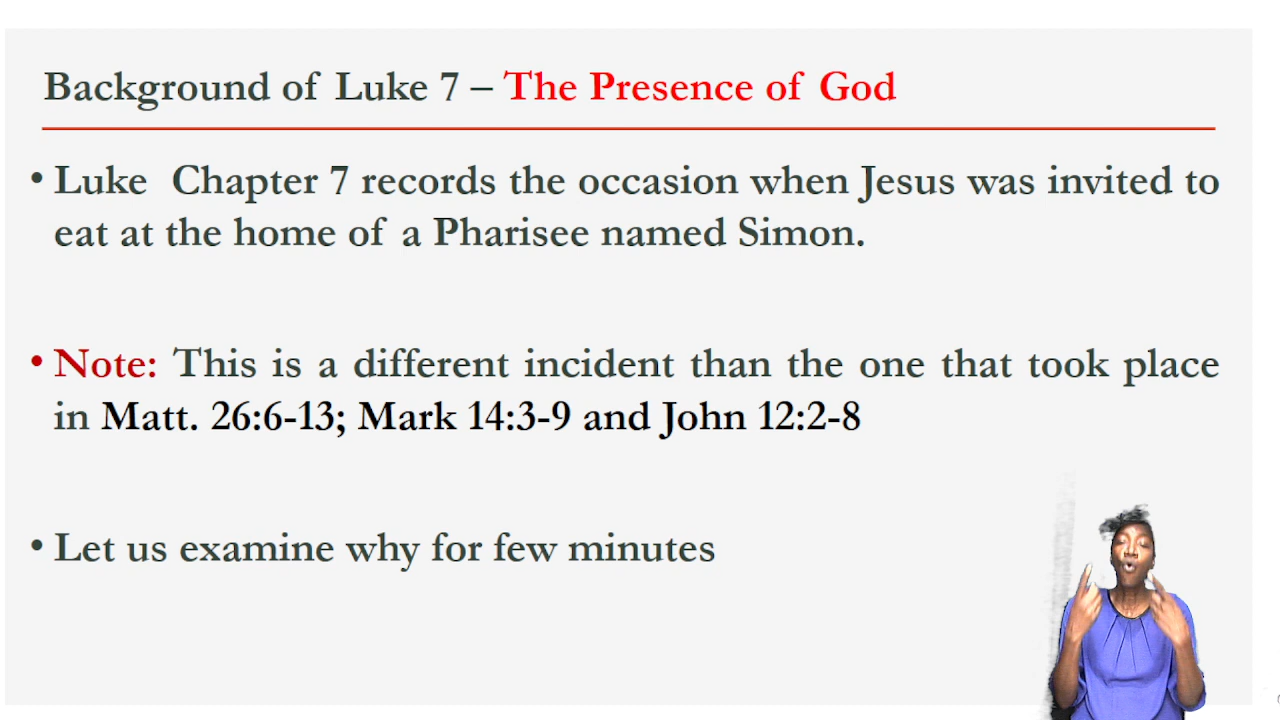 Background of Luke 7 – The Presence of God
• Luke Chapter 7 records the occasion when Jesus was invited to
eat at the home of a Pharisee named Simon.
• Note: This is a different incident than the one that took place
in Matt. 26:6-13; Mark 14:3-9 and John 12:2-8
• Let us examine why for few minutes